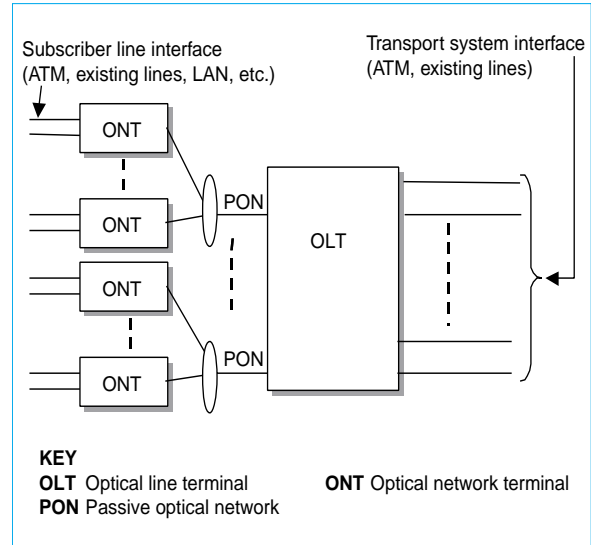 Subscriber line interface
(ATM, existing lines, LAN, etc.)
Transport system interface
(ATM, existing lines)
ONT
ONT
PON
OLT
ONT
PON
ONT
KEY
OLT Optical line terminal
ONT Optical network terminal
PON Passive optical network